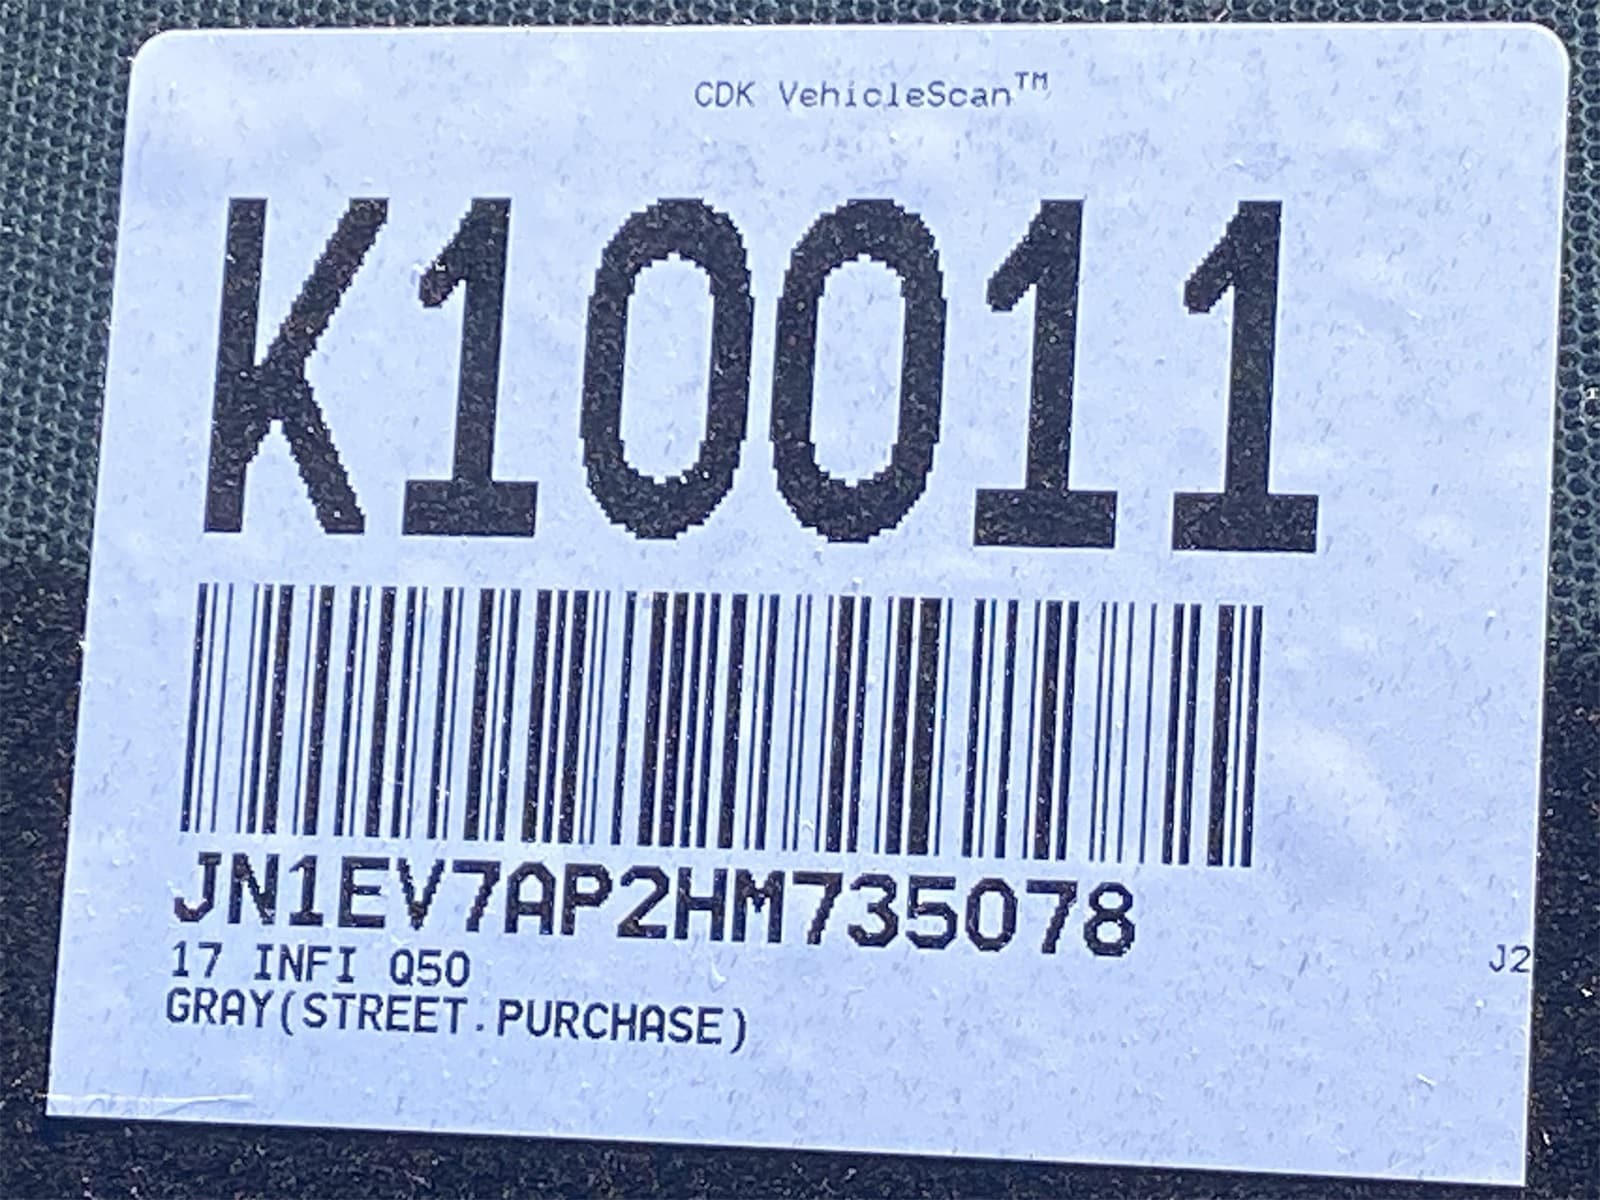 CDK VehicleScan™
K10011
JN1EV7AP2HM735078
17 INFI Q50
J2
GRAY(STREET.PURCHASE)